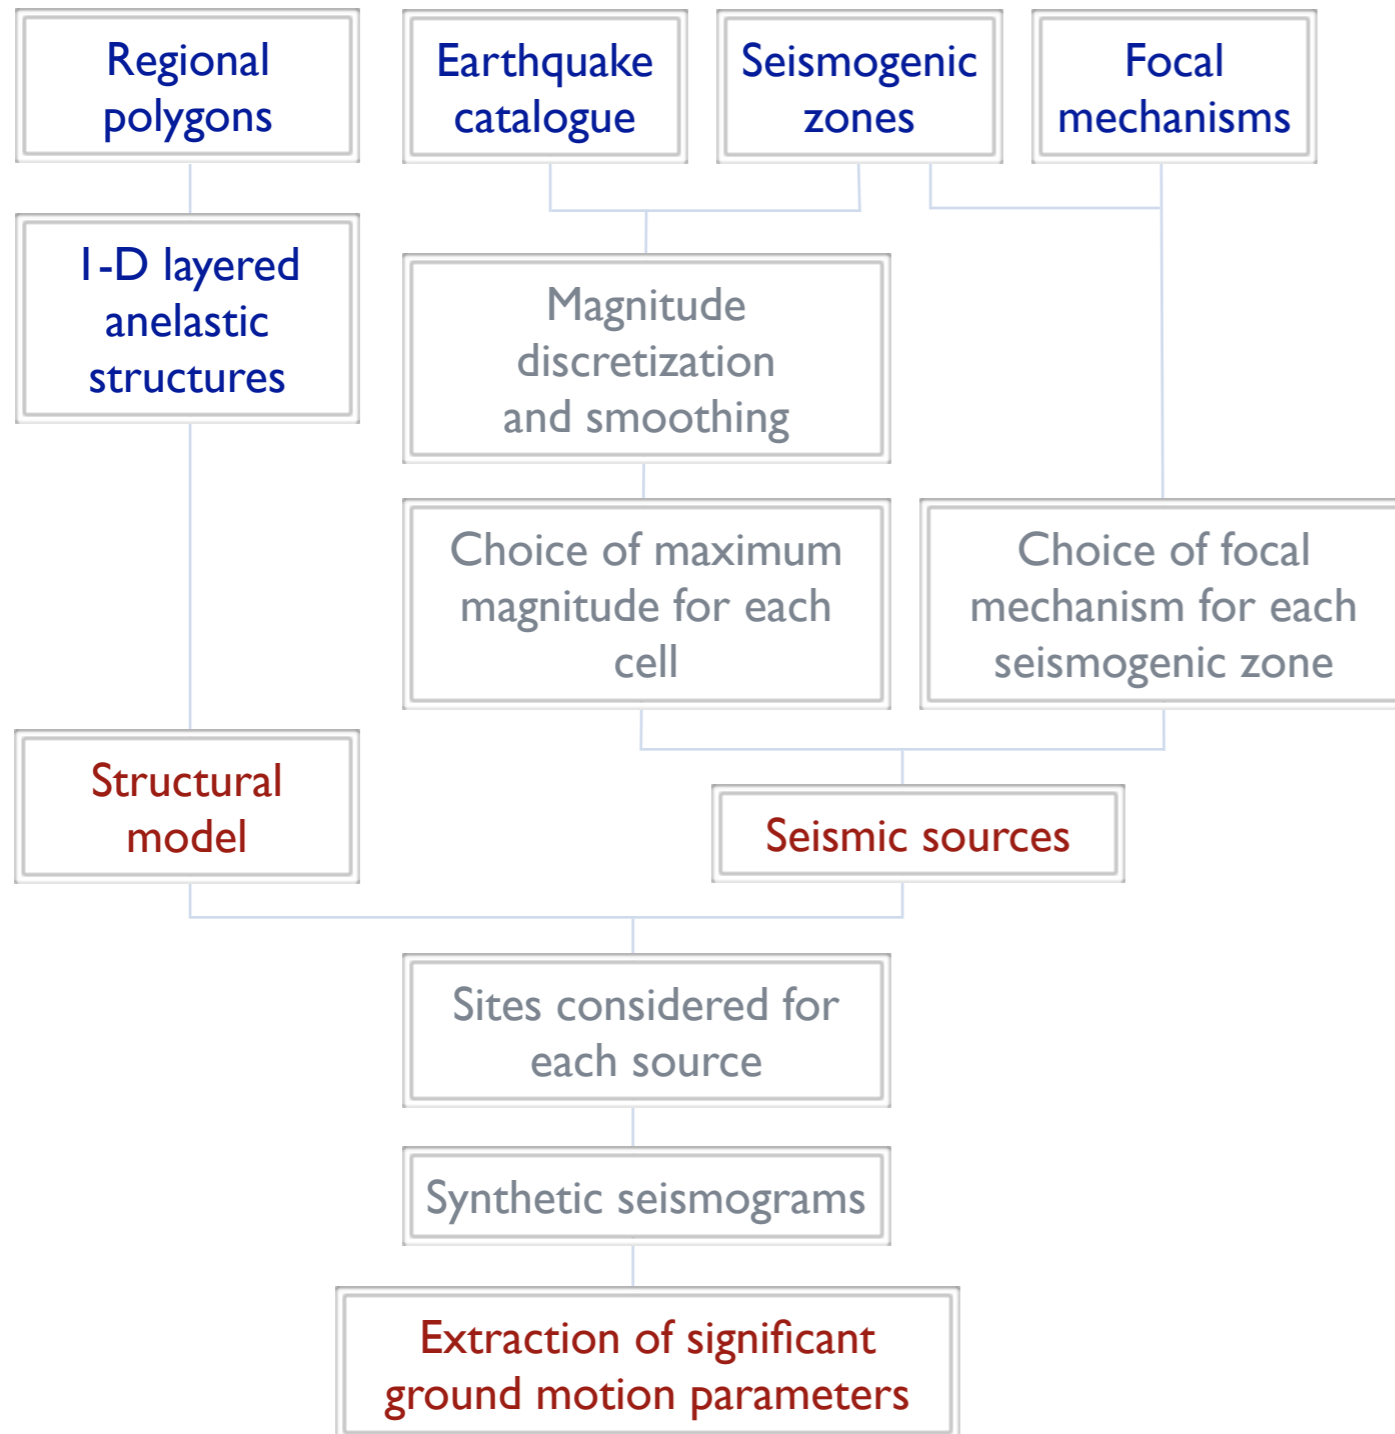 Regional
polygons
Earthquake
catalogue
Seismogenic
zones
Focal
mechanisms
1-D layered
anelastic
structures
Magnitude
discretization
and smoothing
Choice of maximum
magnitude for each
cell
Choice of focal
mechanism for each
seismogenic zone
Structural
model
Seismic sources
Sites considered for
each source
Synthetic seismograms
Extraction of significant
ground motion parameters